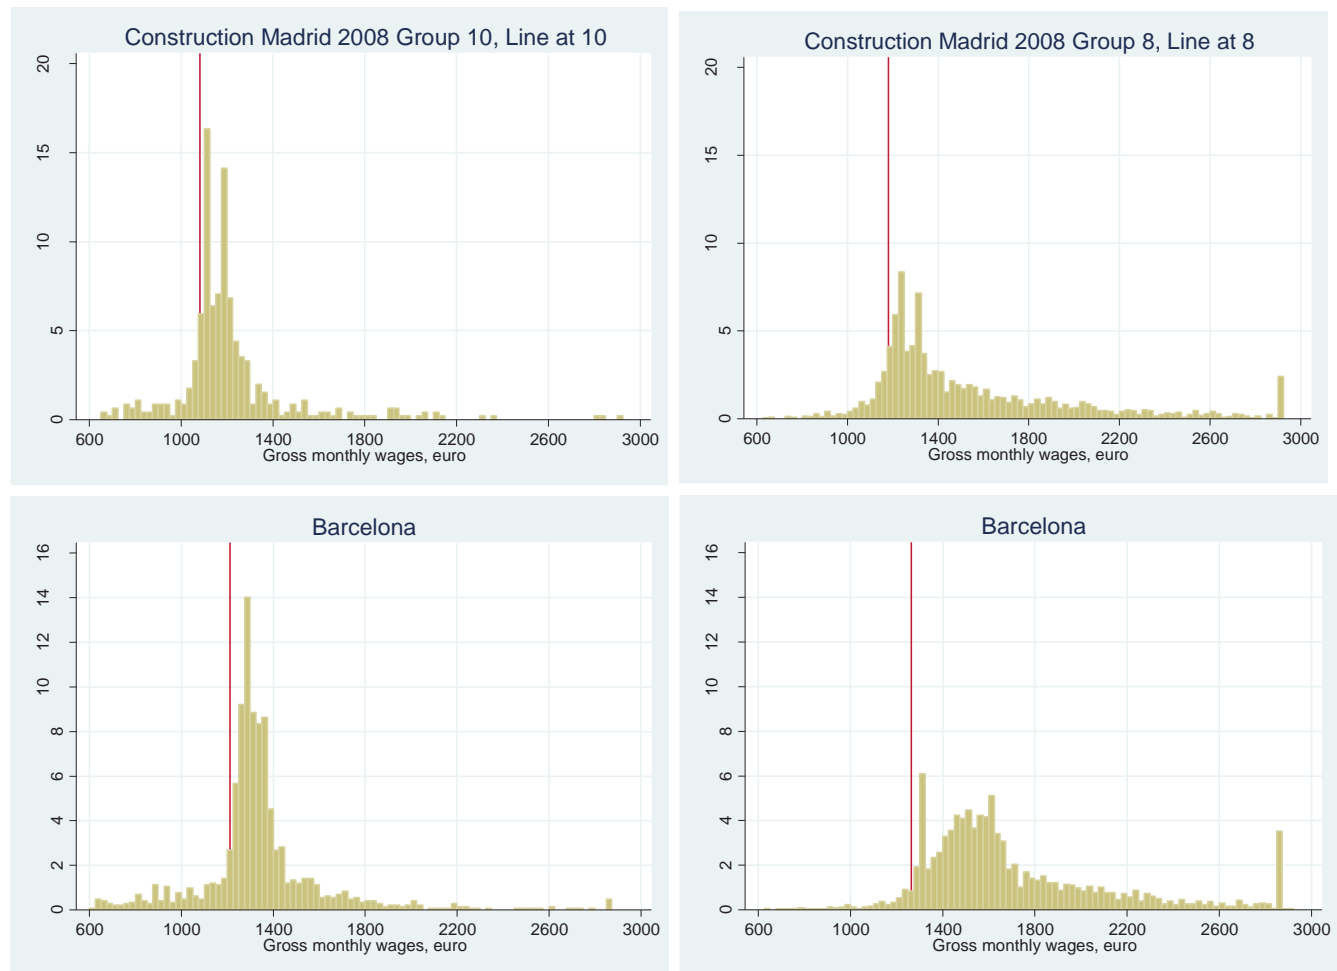 Construction Madrid 2008 Group 10, Line at 10
20
15
10
5
0
600 1000 1400 1800 2200 2600 3000
Gross monthly wages, euro
Construction Madrid 2008 Group 8, Line at 8
20
15
10
5
0
600 1000 1400 1800 2200 2600 3000
Gross monthly wages, euro
Barcelona
16
14
12
10
8
6
4
2
0
600 1000 1400 1800 2200 2600 3000
Gross monthly wages, euro
Barcelona
16
14
12
10
8
6
4
2
0
600 1000 1400 1800 2200 2600 3000
Gross monthly wages, euro